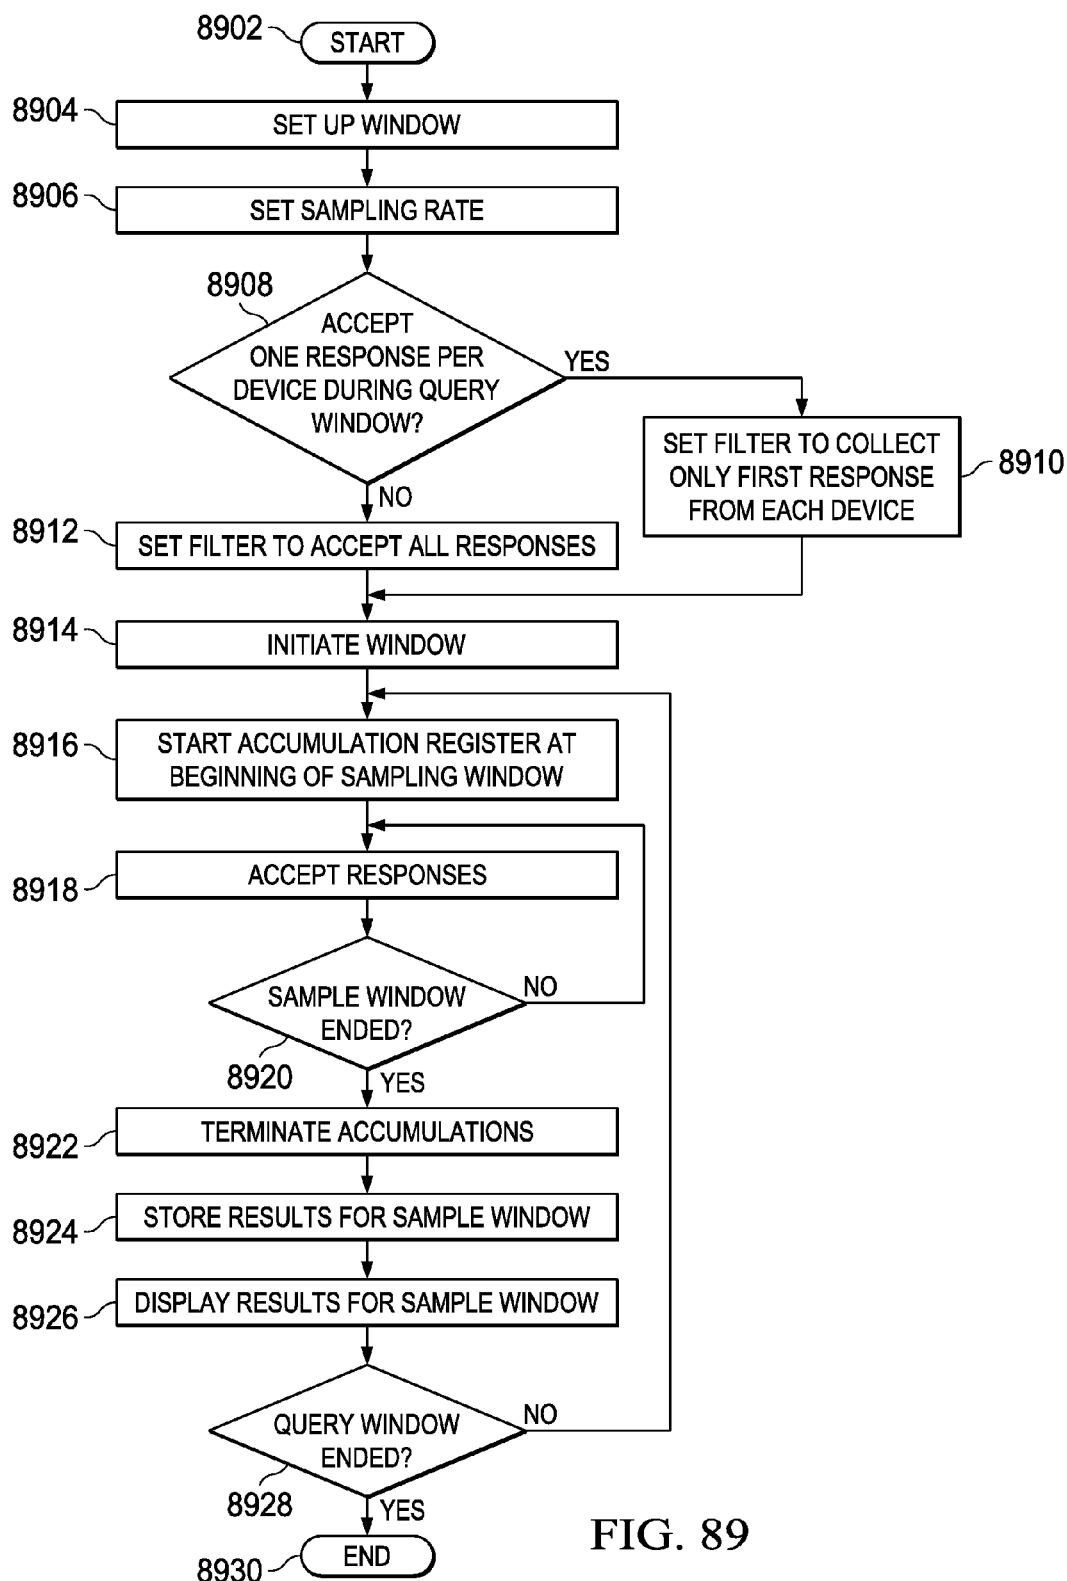 8902
START
8904
SET UP WINDOW
8906
SET SAMPLING RATE
8908
ACCEPT
ONE RESPONSE PER
DEVICE DURING QUERY
WINDOW?
YES
SET FILTER TO COLLECT
ONLY FIRST RESPONSE
FROM EACH DEVICE
8910
NO
8912
SET FILTER TO ACCEPT ALL RESPONSES
8914
INITIATE WINDOW
8916
START ACCUMULATION REGISTER AT
BEGINNING OF SAMPLING WINDOW
8918
ACCEPT RESPONSES
SAMPLE WINDOW
ENDED?
NO
8920
YES
8922
TERMINATE ACCUMULATIONS
8924
STORE RESULTS FOR SAMPLE WINDOW
8926
DISPLAY RESULTS FOR SAMPLE WINDOW
QUERY WINDOW
ENDED?
NO
8928
YES
8930
END
FIG. 89